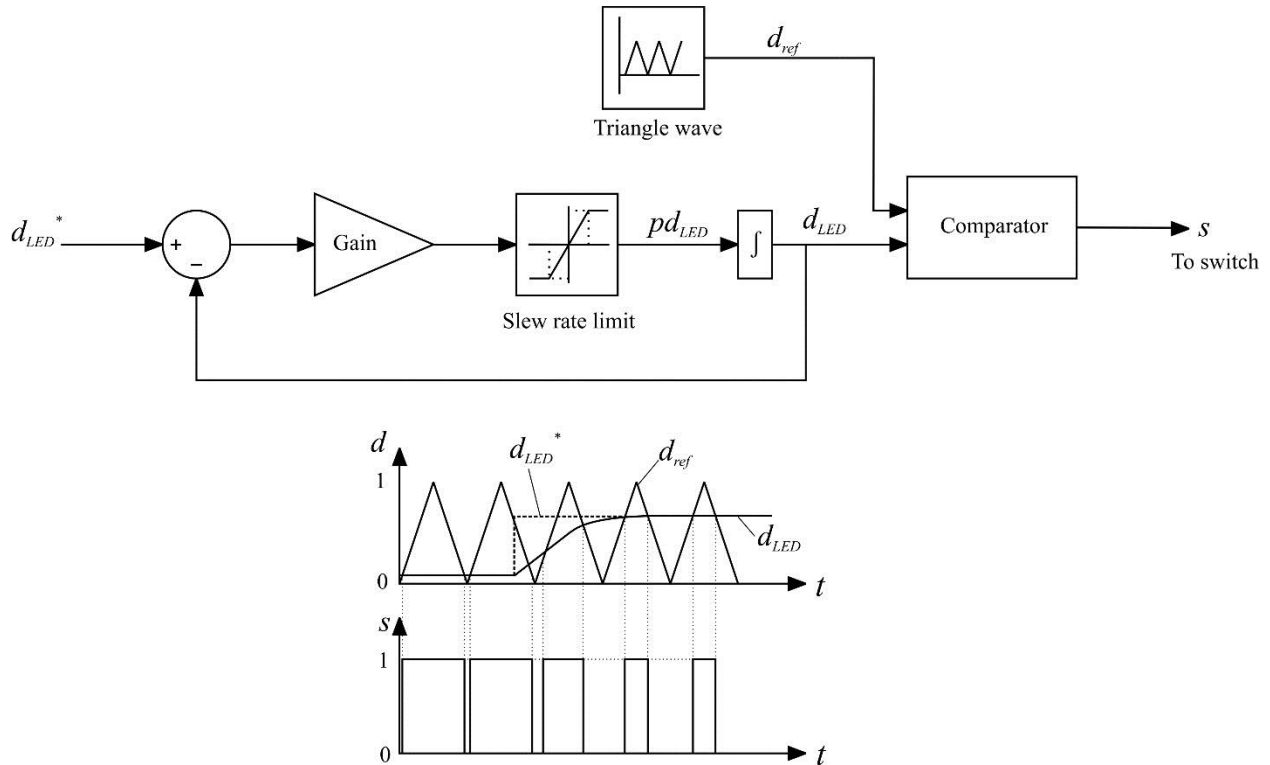 d_ref
Triangle wave
d_LED*
+
−
Gain
Slew rate limit
pd_LED
∫
d_LED
Comparator
s
To switch
d
d_LED*
d_ref
1
d_LED
0
t
s
1
0
t